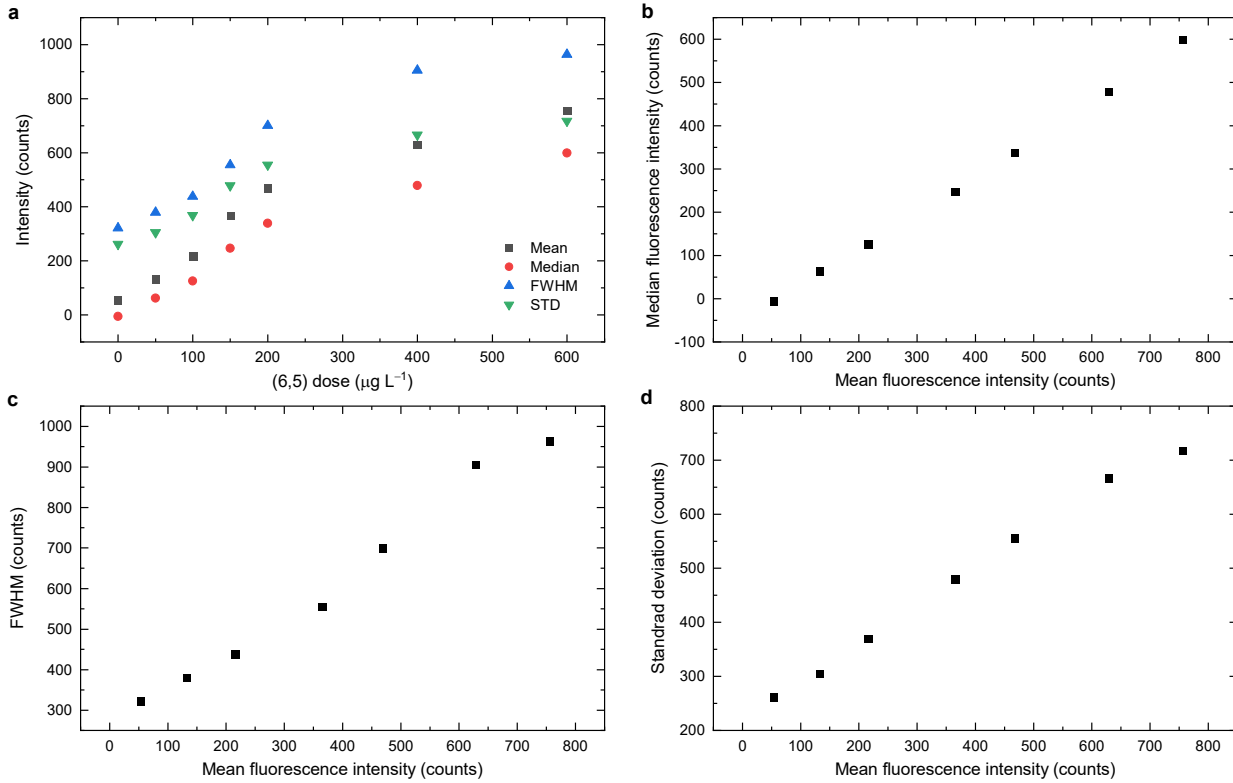 a
1000
800
600
400
200
0
Intensity (counts)
Mean
Median
FWHM
STD
0 100 200 300 400 500 600
(6,5) dose (μg L⁻¹)
b
600
500
400
300
200
100
0
-100
Median fluorescence intensity (counts)
0 100 200 300 400 500 600 700 800
Mean fluorescence intensity (counts)
c
1000
900
800
700
600
500
400
300
FWHM (counts)
0 100 200 300 400 500 600 700 800
Mean fluorescence intensity (counts)
d
800
700
600
500
400
300
200
Standrad deviation (counts)
0 100 200 300 400 500 600 700 800
Mean fluorescence intensity (counts)